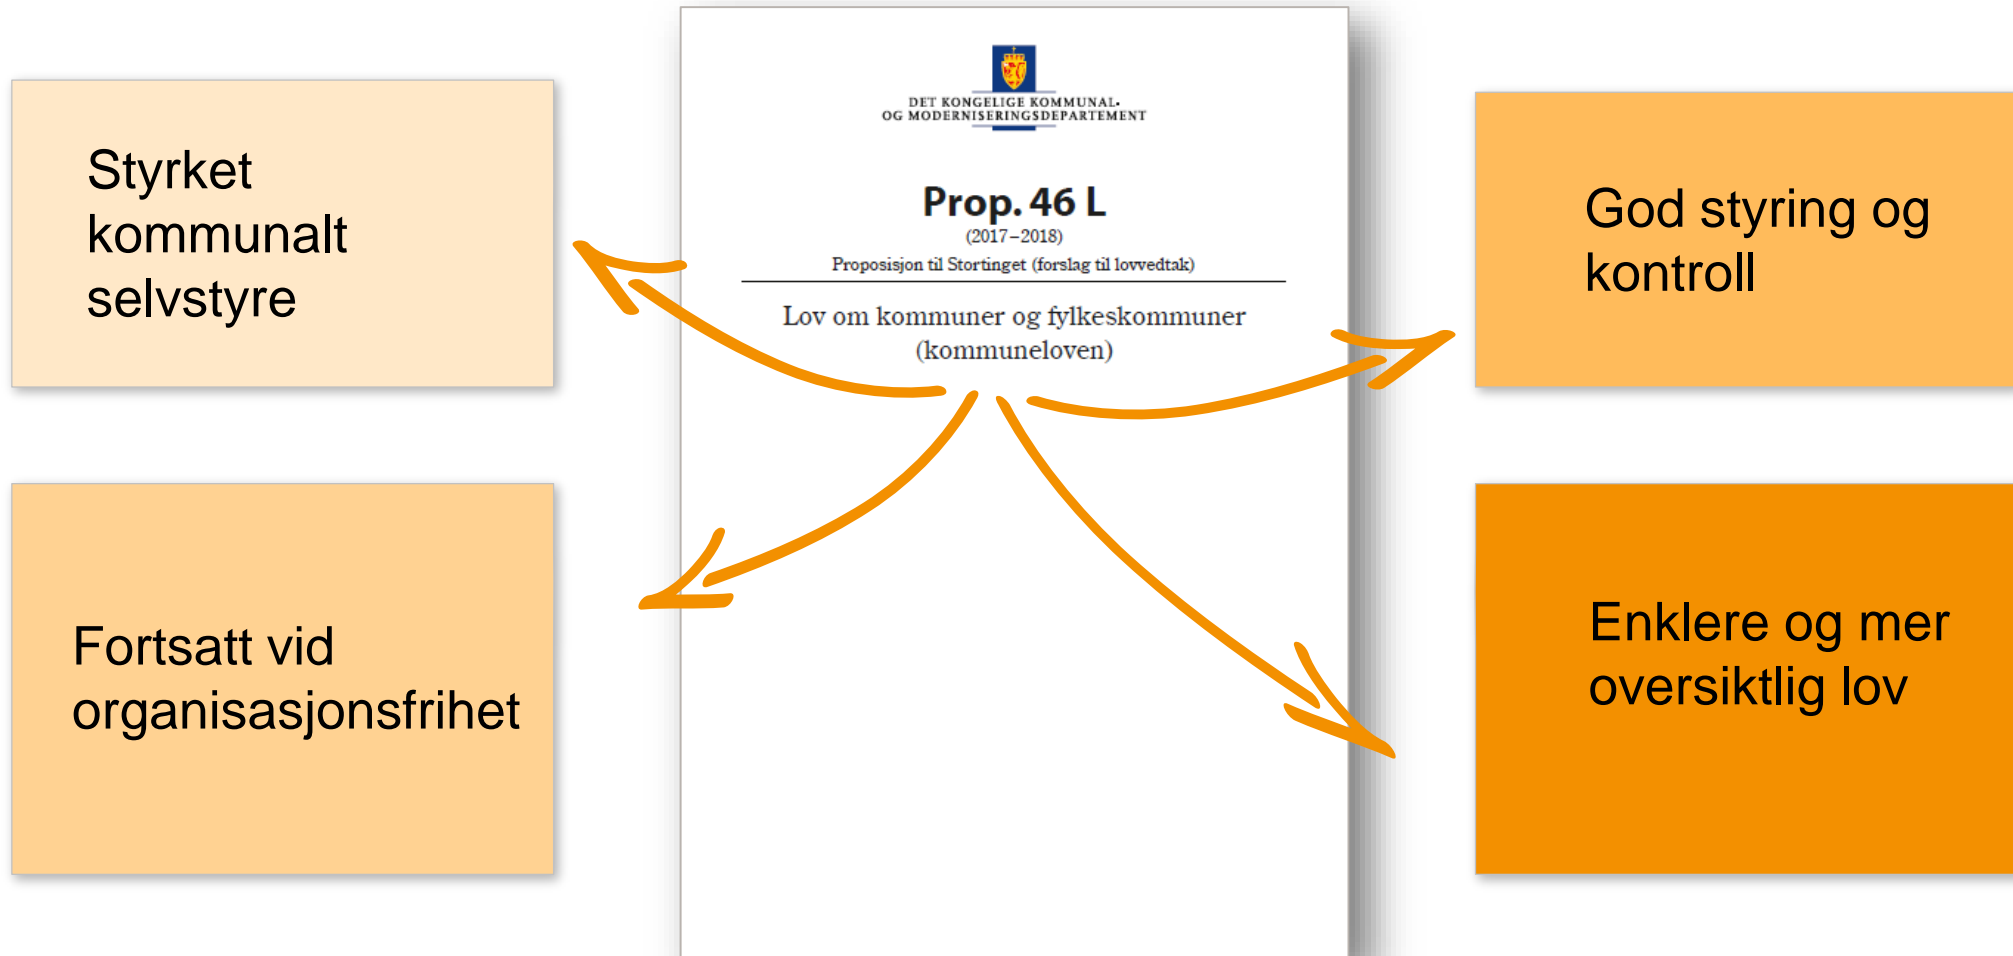 Styrket
kommunalt
selvstyre
Fortsatt vid
organisasjonsfrihet
DET KONGELIGE KOMMUNAL-
OG MODERNISERINGSDEPARTEMENT
Prop. 46 L
(2017–2018)
Proposisjon til Stortinget (forslag til lovvedtak)
Lov om kommuner og fylkeskommuner
(kommuneloven)
God styring og
kontroll
Enklere og mer
oversiktlig lov